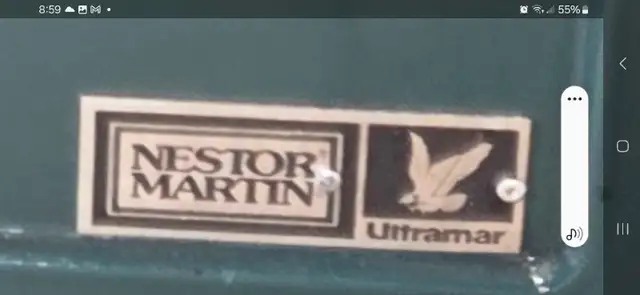 8:59
55%
NESTOR
MARTIN
Ultramar